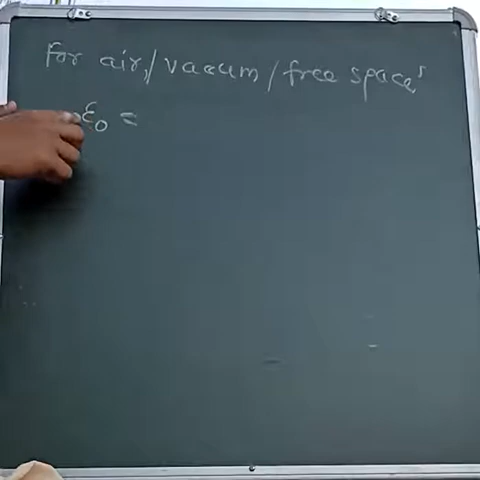 For air, / vacuum / free space'
ε₀ =